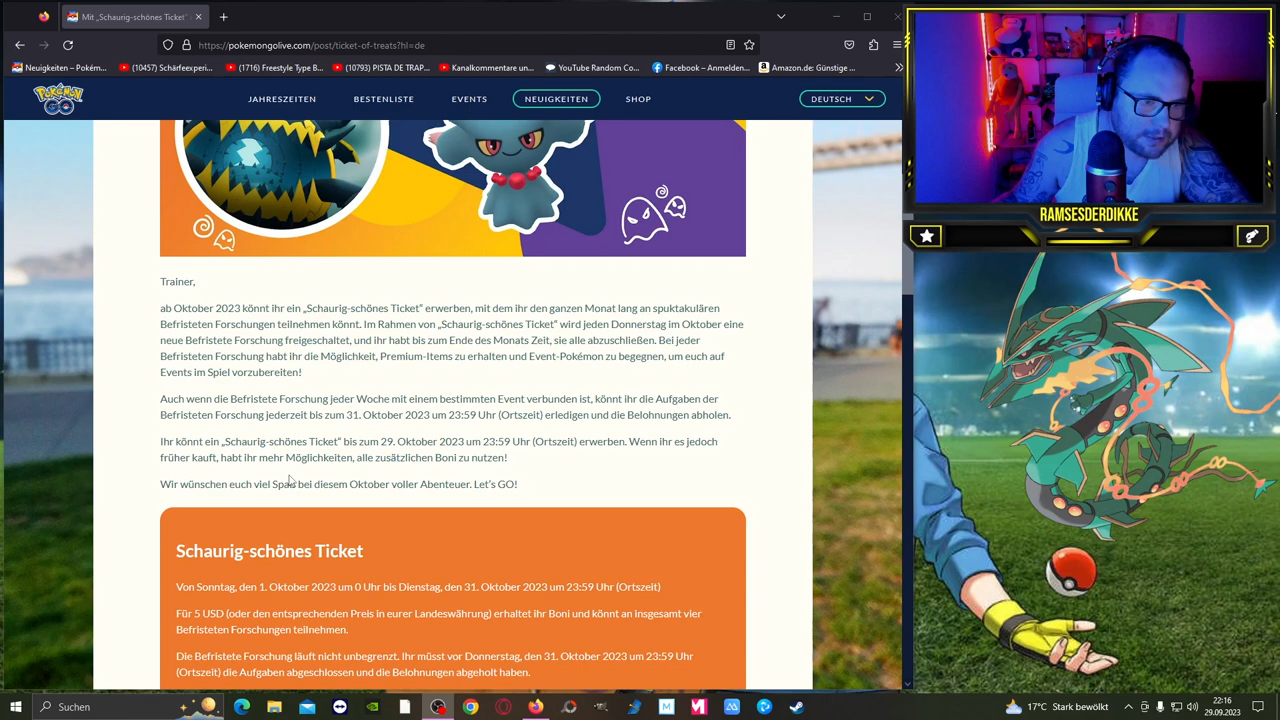 Mit „Schaurig-schönes Ticket“
https://pokemongolive.com/post/ticket-of-treats?hl=de
Neuigkeiten – Pokém...
(10457) Schärfeexperi...
(1716) Freestyle Type B...
(10793) PISTA DE TRAP...
Kanalkommentare un...
YouTube Random Co...
Facebook – Anmelden...
Amazon.de: Günstige ...
Pokémon GO
JAHRESZEITEN
BESTENLISTE
EVENTS
NEUIGKEITEN
SHOP
DEUTSCH
RAMSESDERDIKKE
Trainer,
ab Oktober 2023 könnt ihr ein „Schaurig-schönes Ticket“ erwerben, mit dem ihr den ganzen Monat lang an spuktakulären
Befristeten Forschungen teilnehmen könnt. Im Rahmen von „Schaurig-schönes Ticket“ wird jeden Donnerstag im Oktober eine
neue Befristete Forschung freigeschaltet, und ihr habt bis zum Ende des Monats Zeit, sie alle abzuschließen. Bei jeder
Befristeten Forschung habt ihr die Möglichkeit, Premium-Items zu erhalten und Event-Pokémon zu begegnen, um euch auf
Events im Spiel vorzubereiten!
Auch wenn die Befristete Forschung jeder Woche mit einem bestimmten Event verbunden ist, könnt ihr die Aufgaben der
Befristeten Forschung jederzeit bis zum 31. Oktober 2023 um 23:59 Uhr (Ortszeit) erledigen und die Belohnungen abholen.
Ihr könnt ein „Schaurig-schönes Ticket“ bis zum 29. Oktober 2023 um 23:59 Uhr (Ortszeit) erwerben. Wenn ihr es jedoch
früher kauft, habt ihr mehr Möglichkeiten, alle zusätzlichen Boni zu nutzen!
Wir wünschen euch viel Spaß bei diesem Oktober voller Abenteuer. Let’s GO!
Schaurig-schönes Ticket
Von Sonntag, den 1. Oktober 2023 um 0 Uhr bis Dienstag, den 31. Oktober 2023 um 23:59 Uhr (Ortszeit)
Für 5 USD (oder den entsprechenden Preis in eurer Landeswährung) erhaltet ihr Boni und könnt an insgesamt vier
Befristeten Forschungen teilnehmen.
Die Befristete Forschung läuft nicht unbegrenzt. Ihr müsst vor Donnerstag, den 31. Oktober 2023 um 23:59 Uhr
(Ortszeit) die Aufgaben abgeschlossen und die Belohnungen abgeholt haben.
Suchen
17°C Stark bewölkt
22:16
29.09.2023